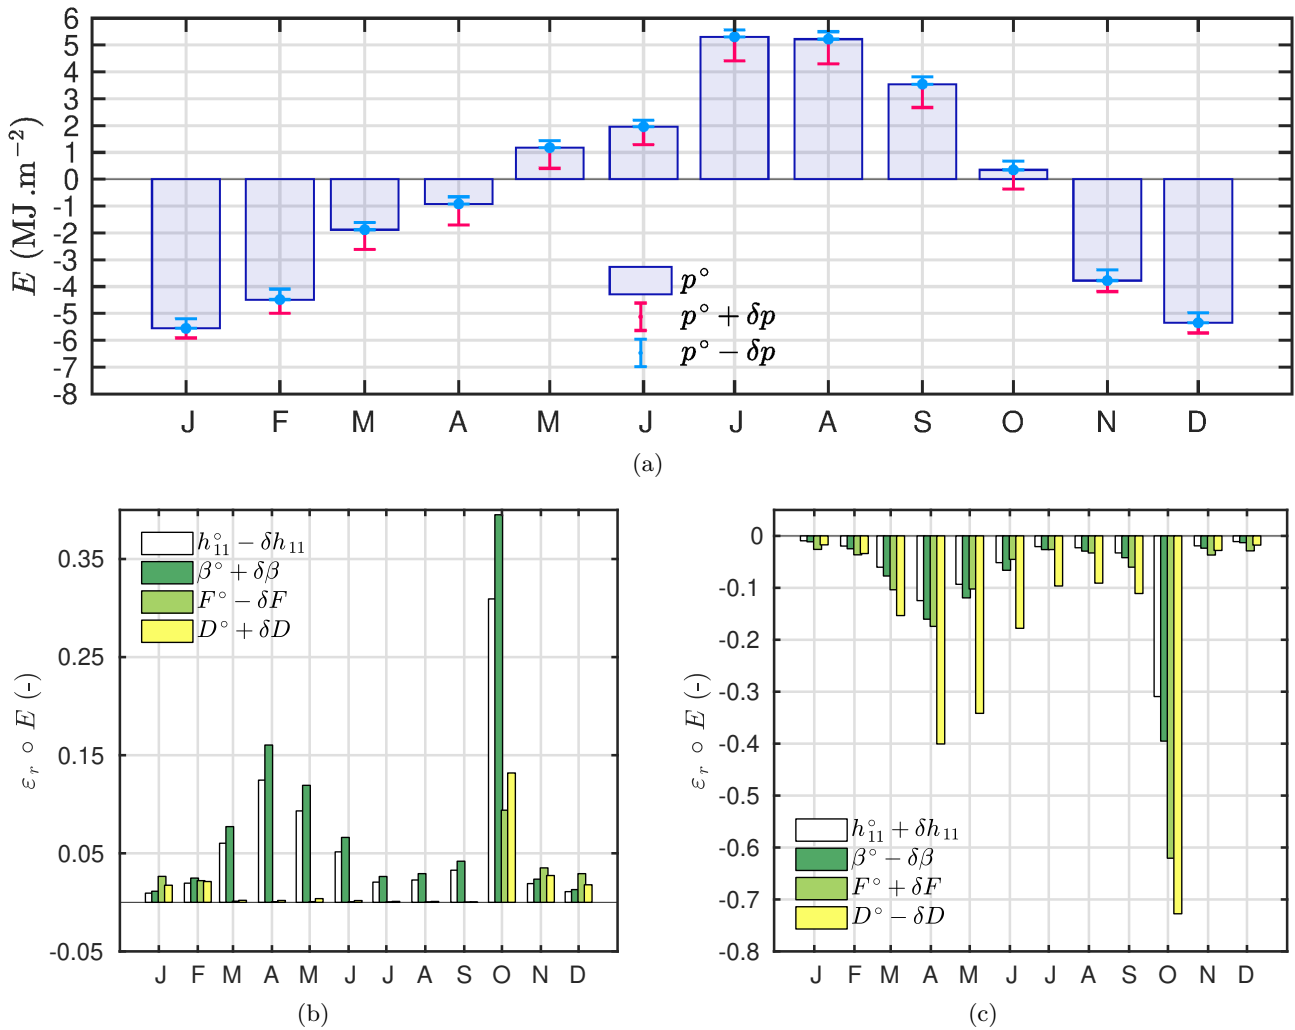 6
5
4
3
2
1
0
-1
-2
-3
-4
-5
-6
-7
-8
E (MJ .m⁻²)
p°
p° + δp
p° − δp
J F M A M J J A S O N D
(a)
0.35
0.25
0.15
0.05
-0.05
εᵣ ∘ E (-)
h°₁₁ − δh₁₁
β° + δβ
F° − δF
D° + δD
J F M A M J J A S O N D
(b)
0
-0.1
-0.2
-0.3
-0.4
-0.5
-0.6
-0.7
-0.8
εᵣ ∘ E (-)
h°₁₁ + δh₁₁
β° − δβ
F° + δF
D° − δD
J F M A M J J A S O N D
(c)